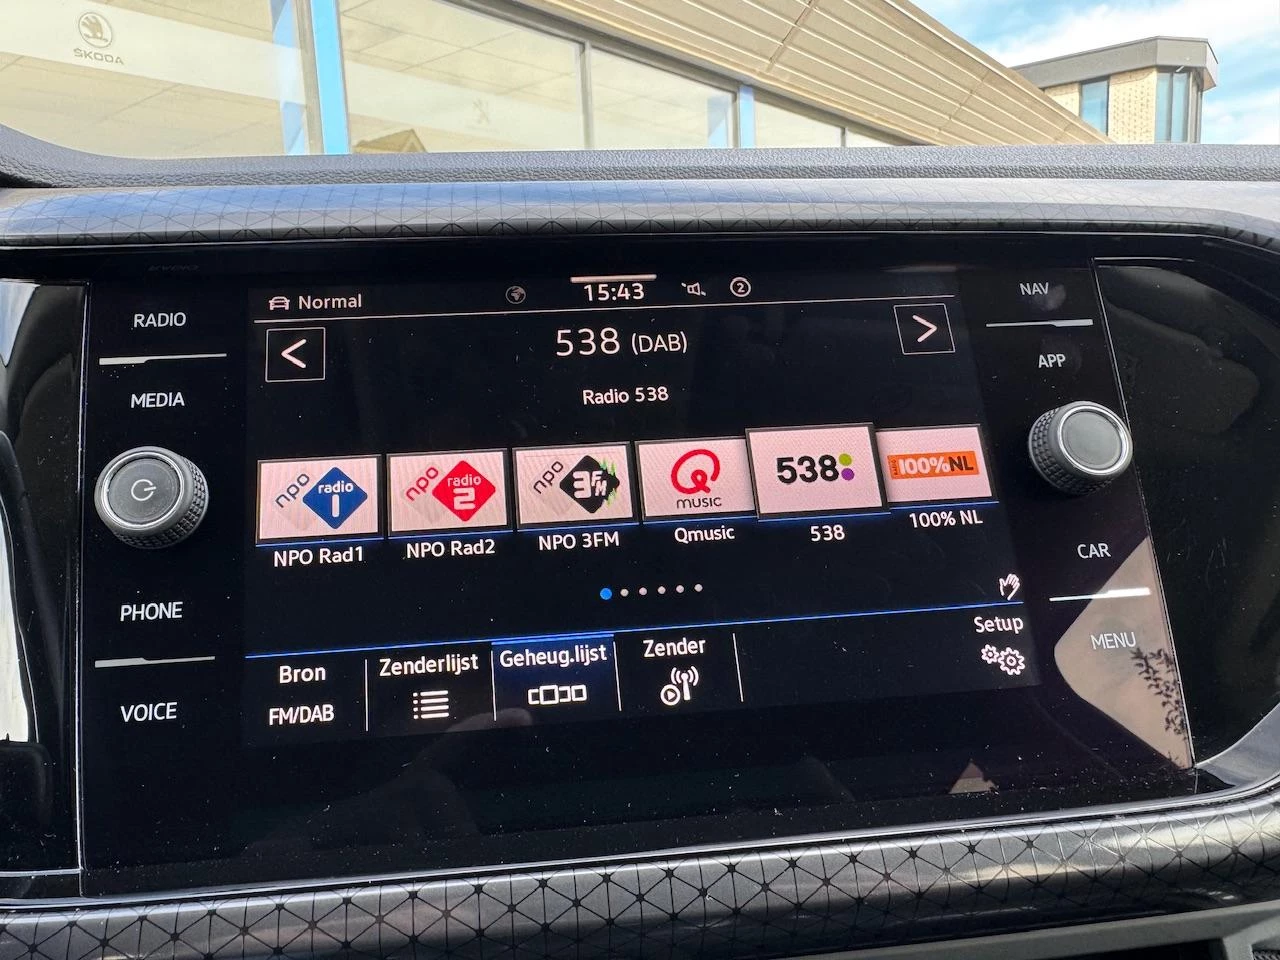 ŠKODA
RADIO
MEDIA
PHONE
VOICE
Normal
15:43
2
NAV
APP
CAR
MENU
538 (DAB)
Radio 538
npo radio 1
npo radio 2
npo 3FM
Q MUSIC
538
100%NL
NPO Rad1
NPO Rad2
NPO 3FM
Qmusic
538
100% NL
Bron
FM/DAB
Zenderlijst
Geheug.lijst
Zender
Setup